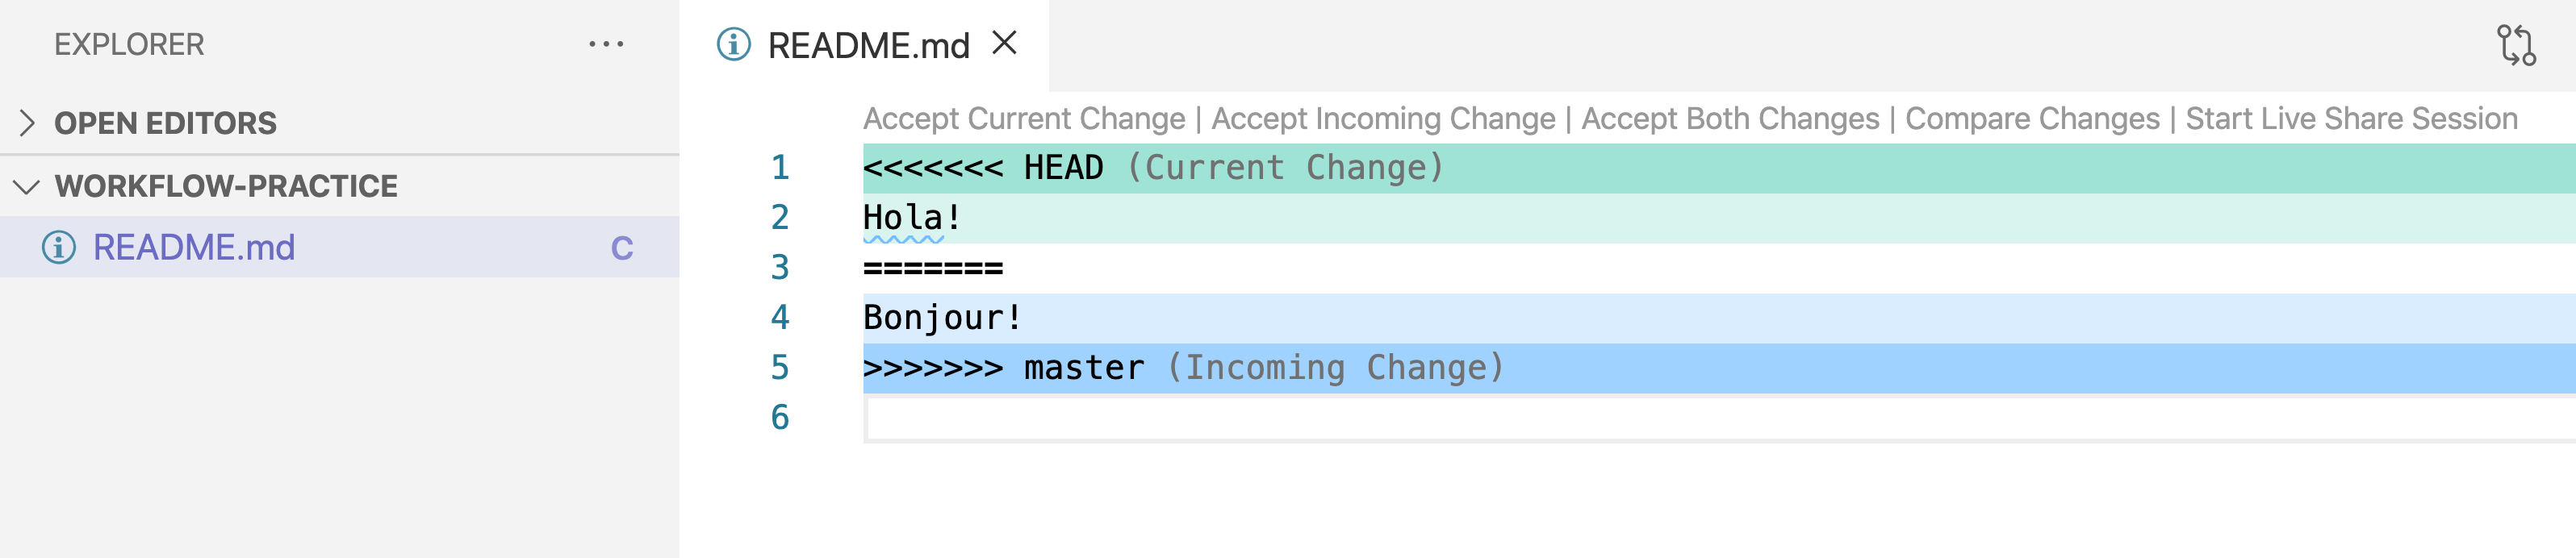 EXPLORER ...
OPEN EDITORS
WORKFLOW-PRACTICE
README.md C
README.md
Accept Current Change | Accept Incoming Change | Accept Both Changes | Compare Changes | Start Live Share Session
1 <<<<<<< HEAD (Current Change)
2 Hola!
3 =======
4 Bonjour!
5 >>>>>>> master (Incoming Change)
6